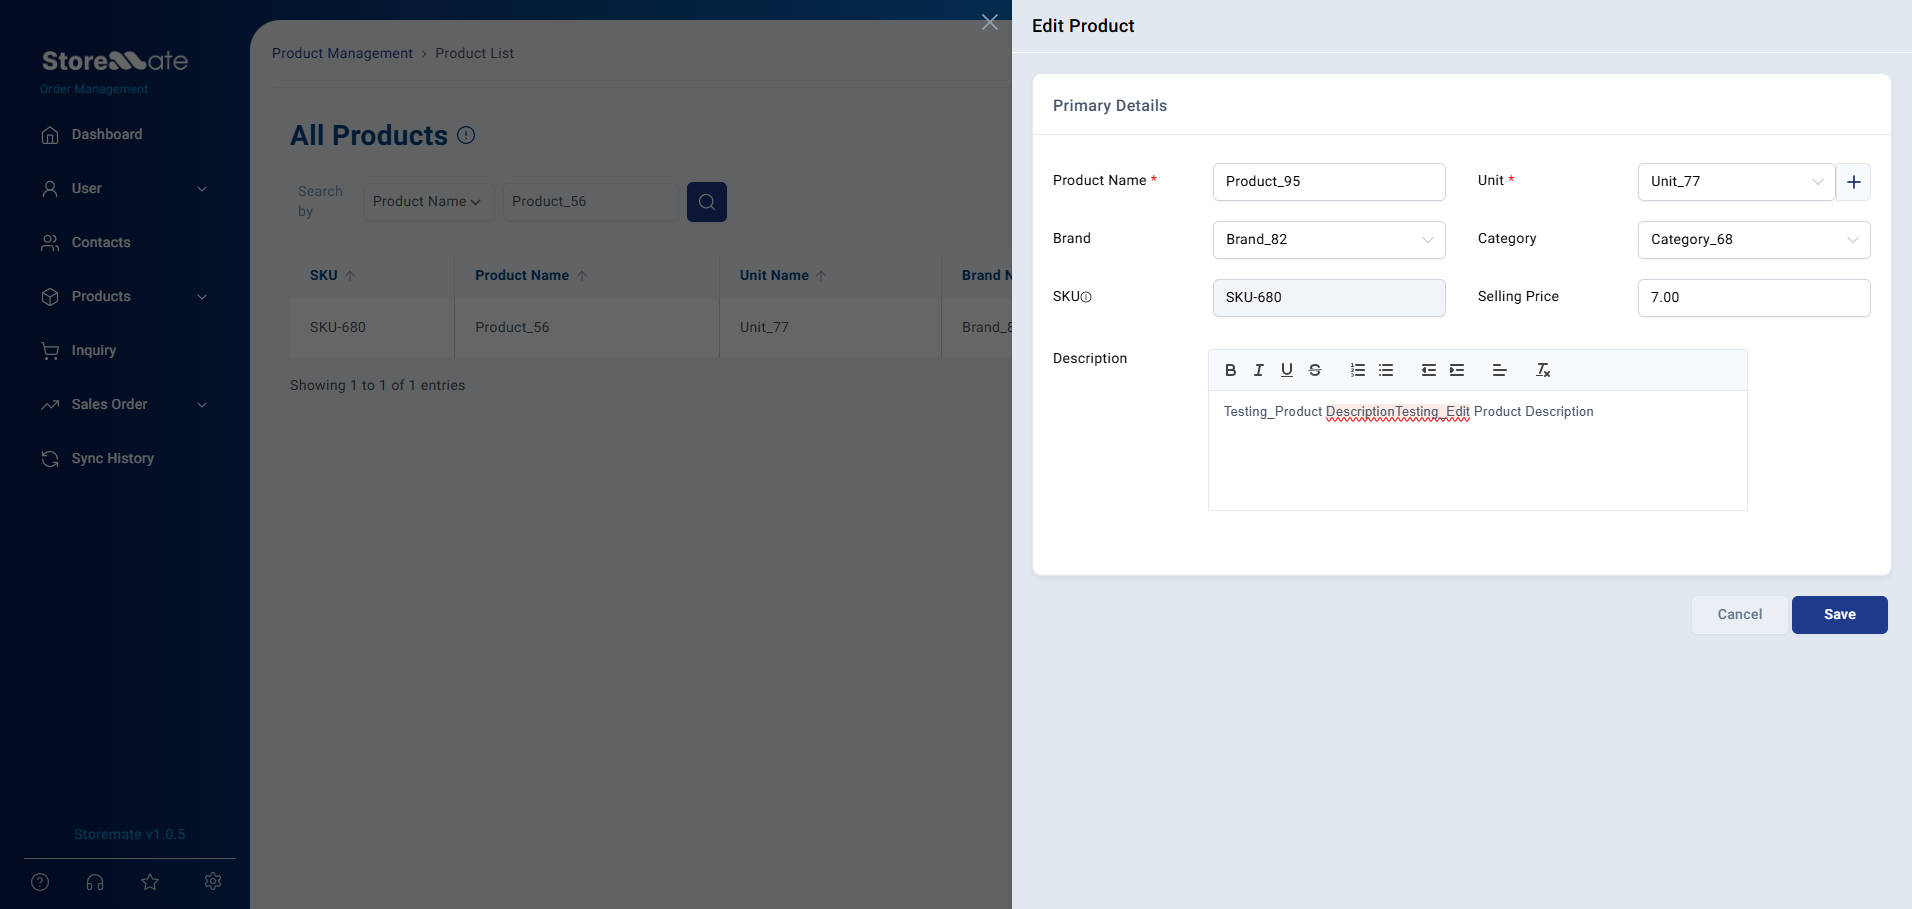 StoreMate
Order Management
Dashboard
User
Contacts
Products
Inquiry
Sales Order
Sync History
Storemate v1.0.5
Product Management > Product List
All Products
Search by
Product Name
Product_56
SKU Product Name Unit Name Brand N
SKU-680 Product_56 Unit_77 Brand_8
Showing 1 to 1 of 1 entries
Edit Product
Primary Details
Product Name * Product_95 Unit * Unit_77
Brand Brand_82 Category Category_68
SKU SKU-680 Selling Price 7.00
Description
Testing_Product DescriptionTesting_Edit Product Description
Cancel Save